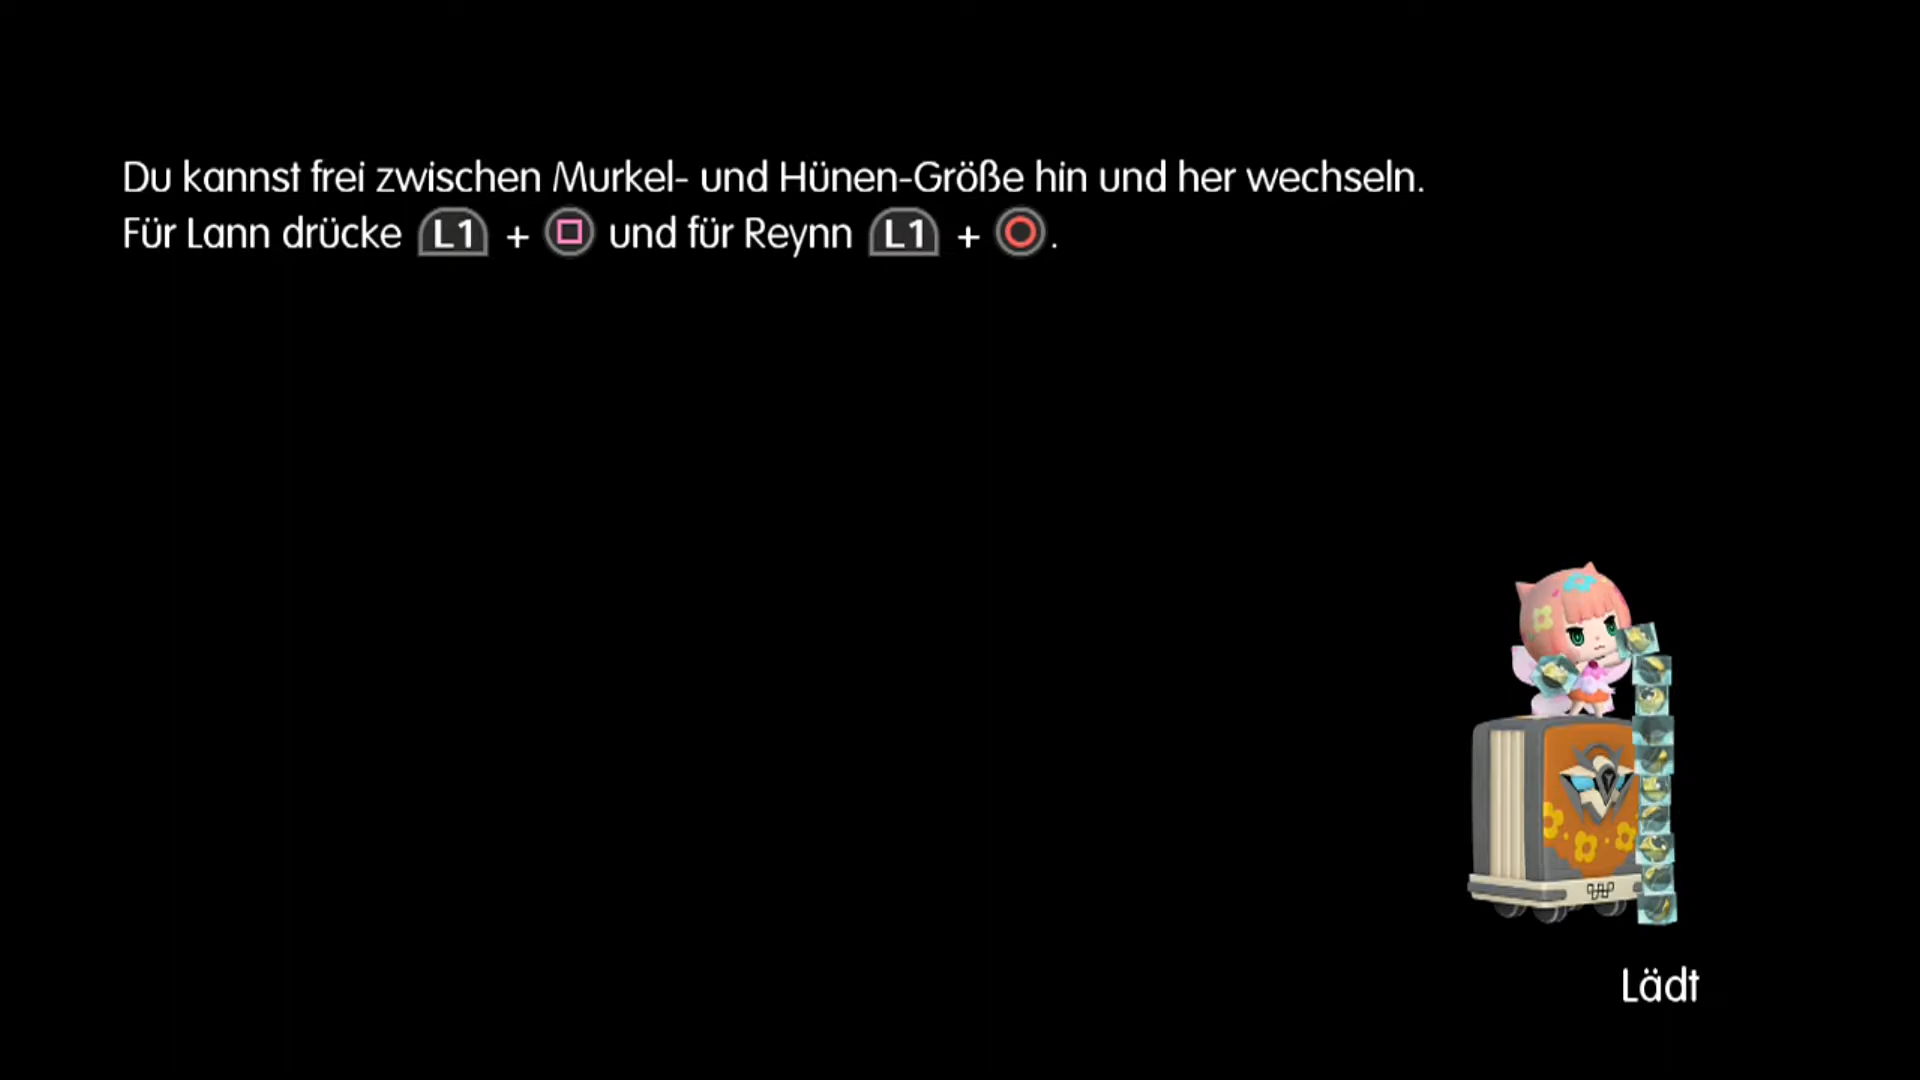 Du kannst frei zwischen Murkel- und Hünen-Größe hin und her wechseln.
Für Lann drücke L1 + □ und für Reynn L1 + ○.
Lädt